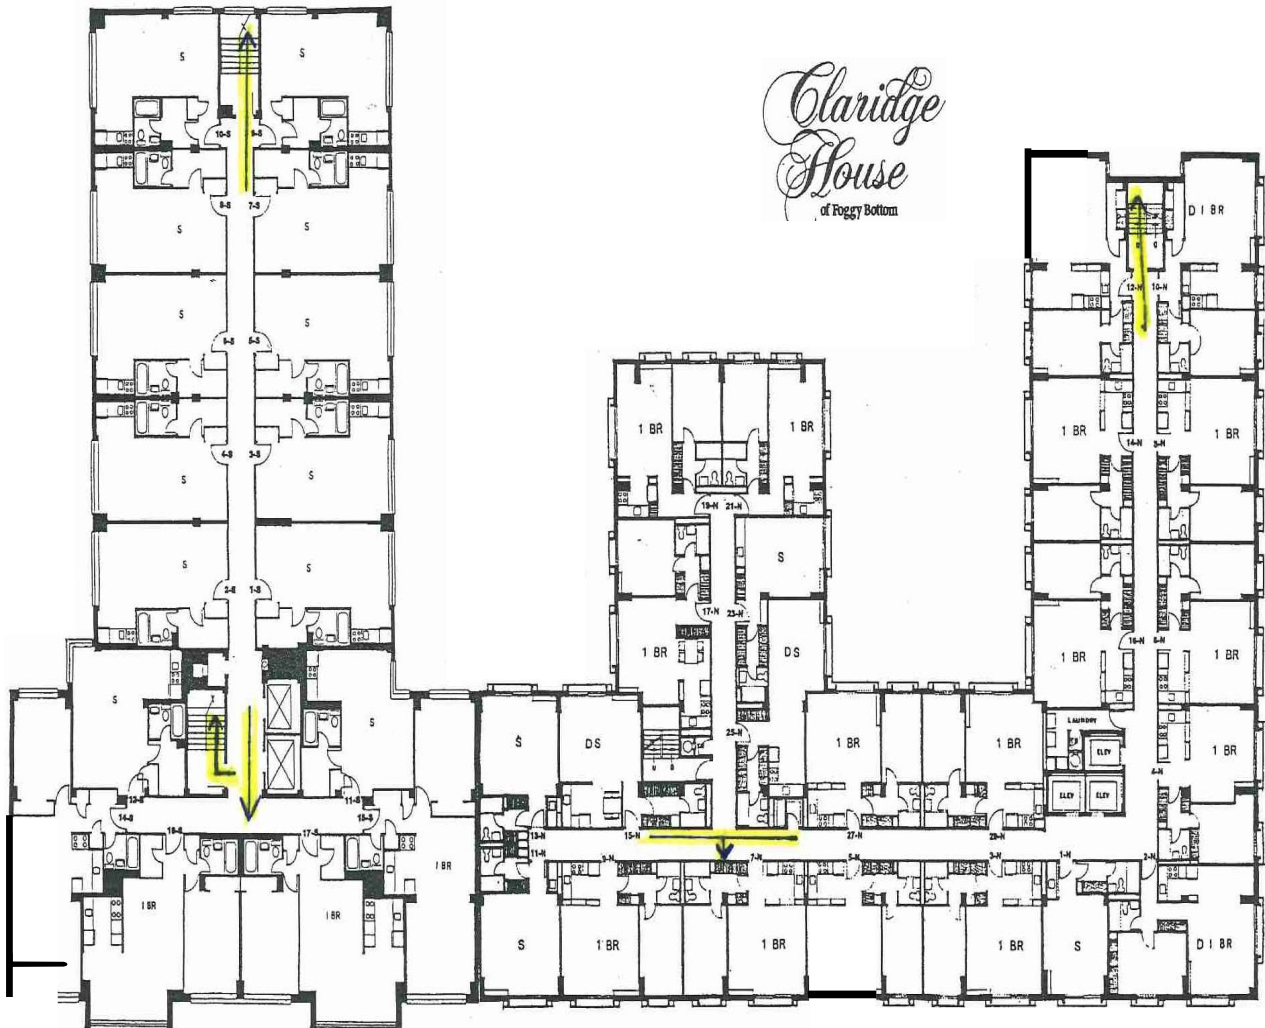 Claridge
House
of Foggy Bottom
S
S
10-S
9-S
8-S
7-S
S
S
S
S
6-S
5-S
4-S
3-S
S
S
S
S
2-S
1-S
S
S
12-S
11-S
14-S
15-S
16-S
17-S
1 BR
1 BR
1 BR
1 BR
1 BR
19-N
21-N
S
17-N
23-N
1 BR
DS
25-N
S
DS
1 BR
1 BR
13-N
15-N
27-N
29-N
11-N
9-N
7-N
5-N
3-N
1-N
2-N
S
1 BR
1 BR
1 BR
S
D 1 BR
D 1 BR
12-N
10-N
1 BR
1 BR
14-N
8-N
16-N
6-N
1 BR
1 BR
LAUNDRY
ELEV
ELEV
ELEV
4-N
1 BR